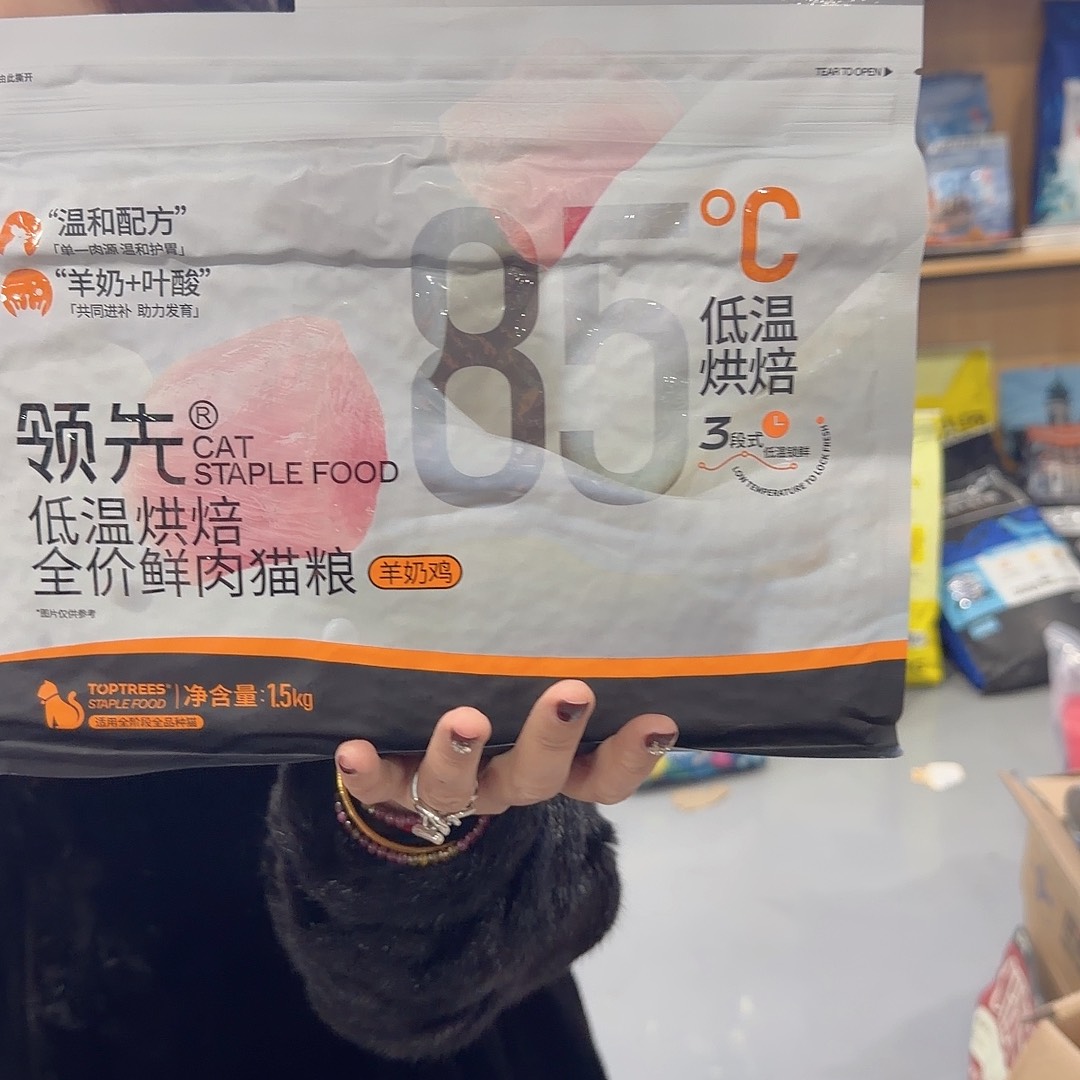 由此撕开
TEAR TO OPEN
“温和配方”
「单一肉源 温和护胃」
“羊奶+叶酸”
「共同进补 助力发育」
85℃
低温
烘焙
3段式
低温锁鲜
LOW TEMPERATURE TO LOCK FRESH
领先®
CAT
STAPLE FOOD
低温烘焙
全价鲜肉猫粮
羊奶鸡
*图片仅供参考
TOPTREES
STAPLE FOOD
适用全阶段全品种猫
净含量:1.5kg